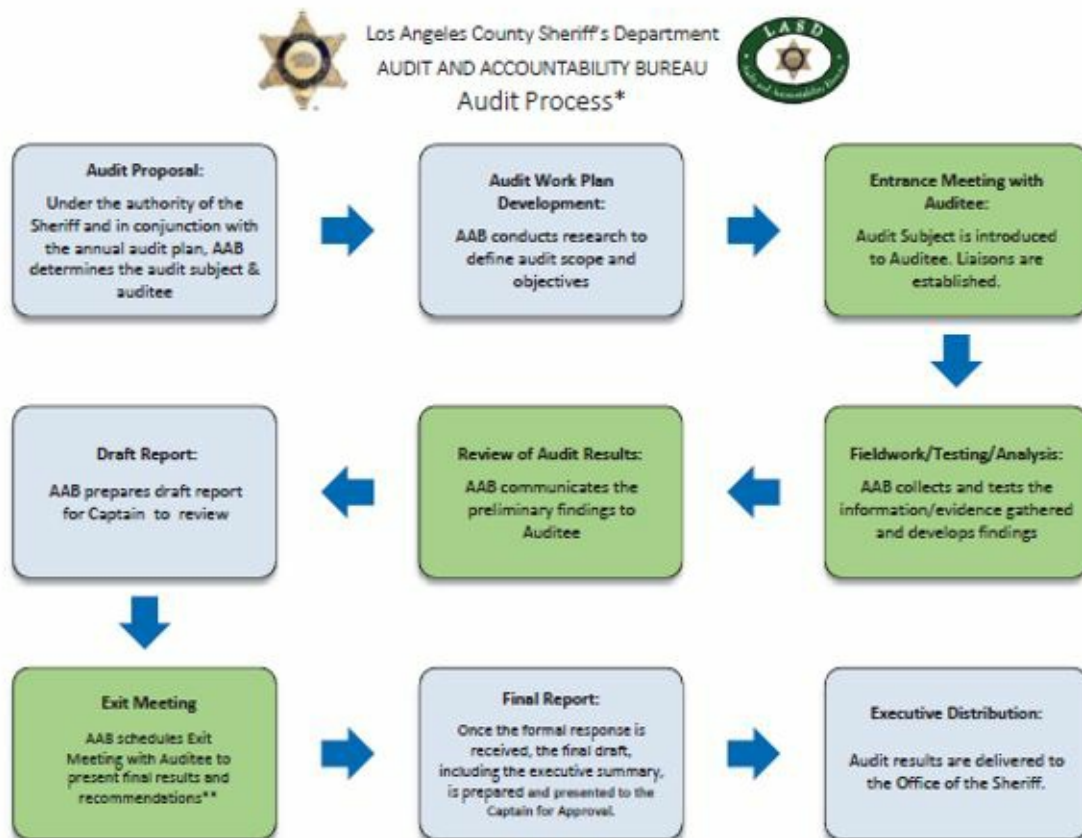 Los Angeles County Sheriff's Department
AUDIT AND ACCOUNTABILITY BUREAU
Audit Process*
LASD
Audit and Accountability Bureau
Audit Proposal:
Under the authority of the
Sheriff and in conjunction with
the annual audit plan, AAB
determines the audit subject &
auditee
Audit Work Plan
Development:
AAB conducts research to
define audit scope and
objectives
Entrance Meeting with
Auditee:
Audit Subject is introduced
to Auditee. Liaisons are
established.
Fieldwork/Testing/Analysis:
AAB collects and tests the
information/evidence gathered
and develops findings
Review of Audit Results:
AAB communicates the
preliminary findings to
Auditee
Draft Report:
AAB prepares draft report
for Captain to review
Exit Meeting
AAB schedules Exit
Meeting with Auditee to
present final results and
recommendations**
Final Report:
Once the formal response is
received, the final draft,
including the executive summary,
is prepared and presented to the
Captain for Approval.
Executive Distribution:
Audit results are delivered to
the Office of the Sheriff.